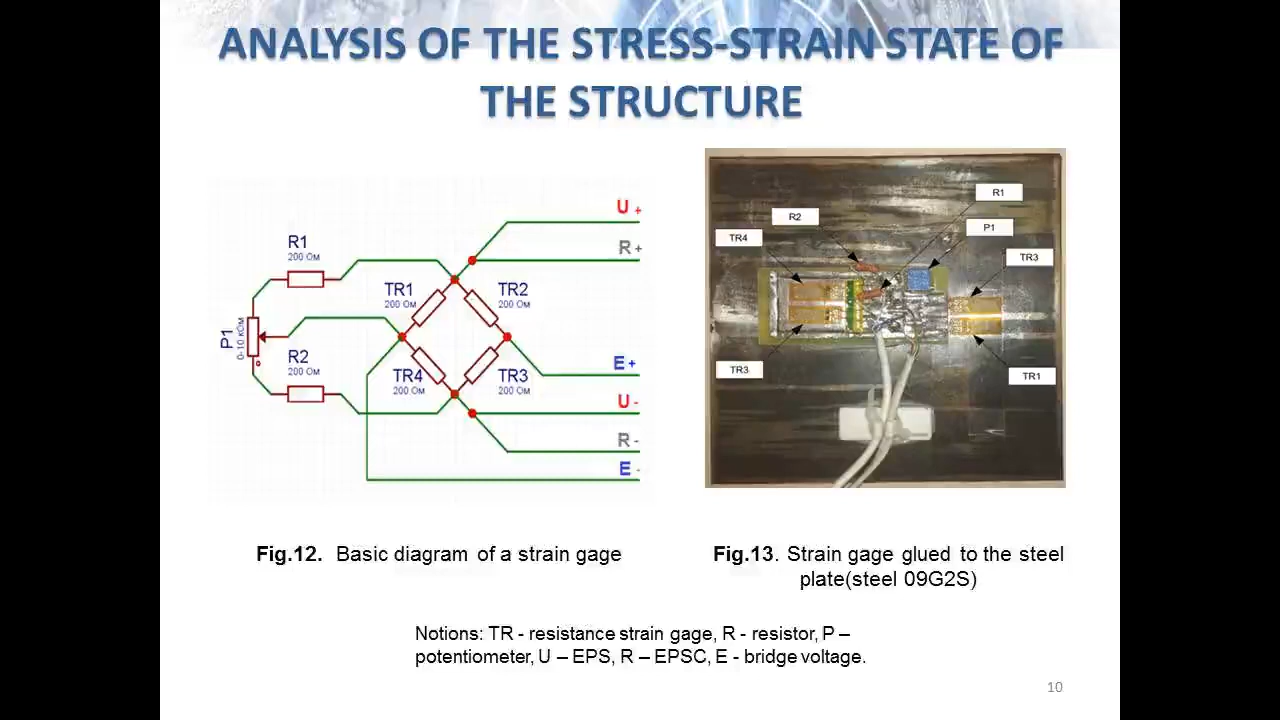 ANALYSIS OF THE STRESS-STRAIN STATE OF
THE STRUCTURE
U +
R +
R1
200 Ом
TR1
200 Ом
TR2
200 Ом
P1
0-10 кОм
R2
200 Ом
TR4
200 Ом
TR3
200 Ом
E +
U -
R -
E -
R1
R2
P1
TR4
TR3
TR3
TR1
Fig.12. Basic diagram of a strain gage
Fig.13. Strain gage glued to the steel
plate(steel 09G2S)
Notions: TR - resistance strain gage, R - resistor, P –
potentiometer, U – EPS, R – EPSC, E - bridge voltage.
10